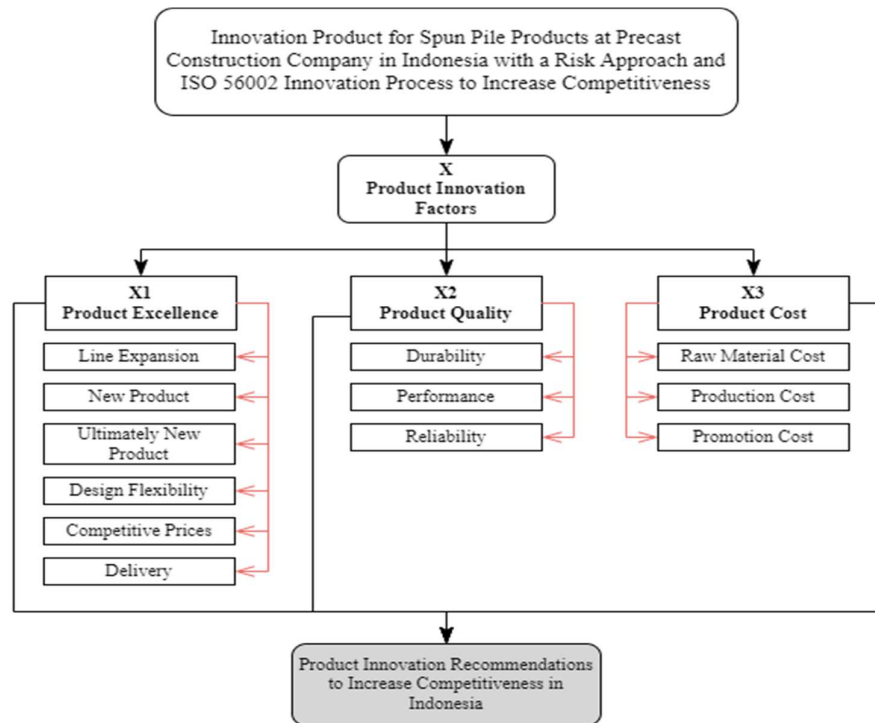 Innovation Product for Spun Pile Products at Precast
Construction Company in Indonesia with a Risk Approach and
ISO 56002 Innovation Process to Increase Competitiveness
X
Product Innovation
Factors
X1
Product Excellence
Line Expansion
New Product
Ultimately New
Product
Design Flexibility
Competitive Prices
Delivery
X2
Product Quality
Durability
Performance
Reliability
X3
Product Cost
Raw Material Cost
Production Cost
Promotion Cost
Product Innovation Recommendations
to Increase Competitiveness in
Indonesia